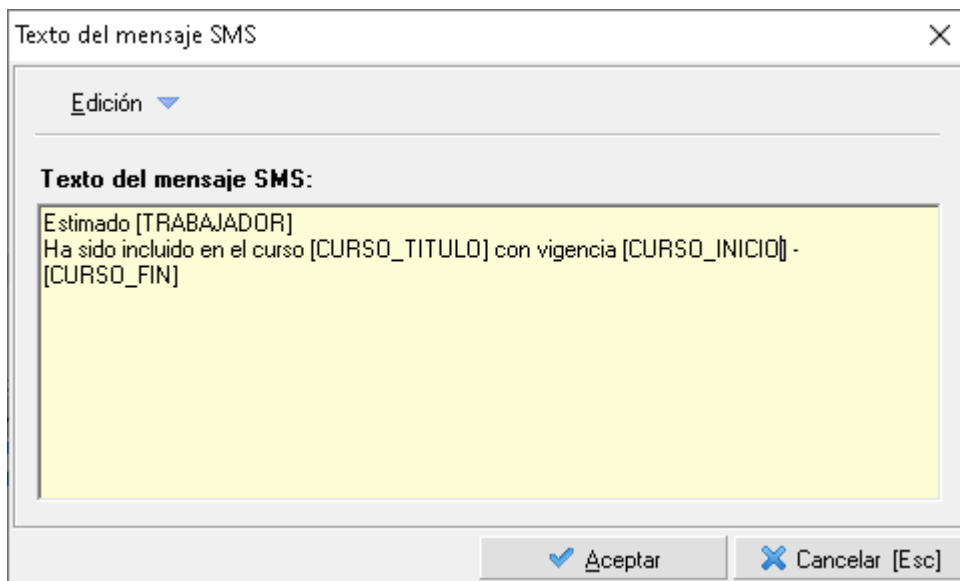 Texto del mensaje SMS
Edición
Texto del mensaje SMS:
Estimado [TRABAJADOR]
Ha sido incluido en el curso [CURSO_TITULO] con vigencia [CURSO_INICIO] -
[CURSO_FIN]
Aceptar
Cancelar [Esc]